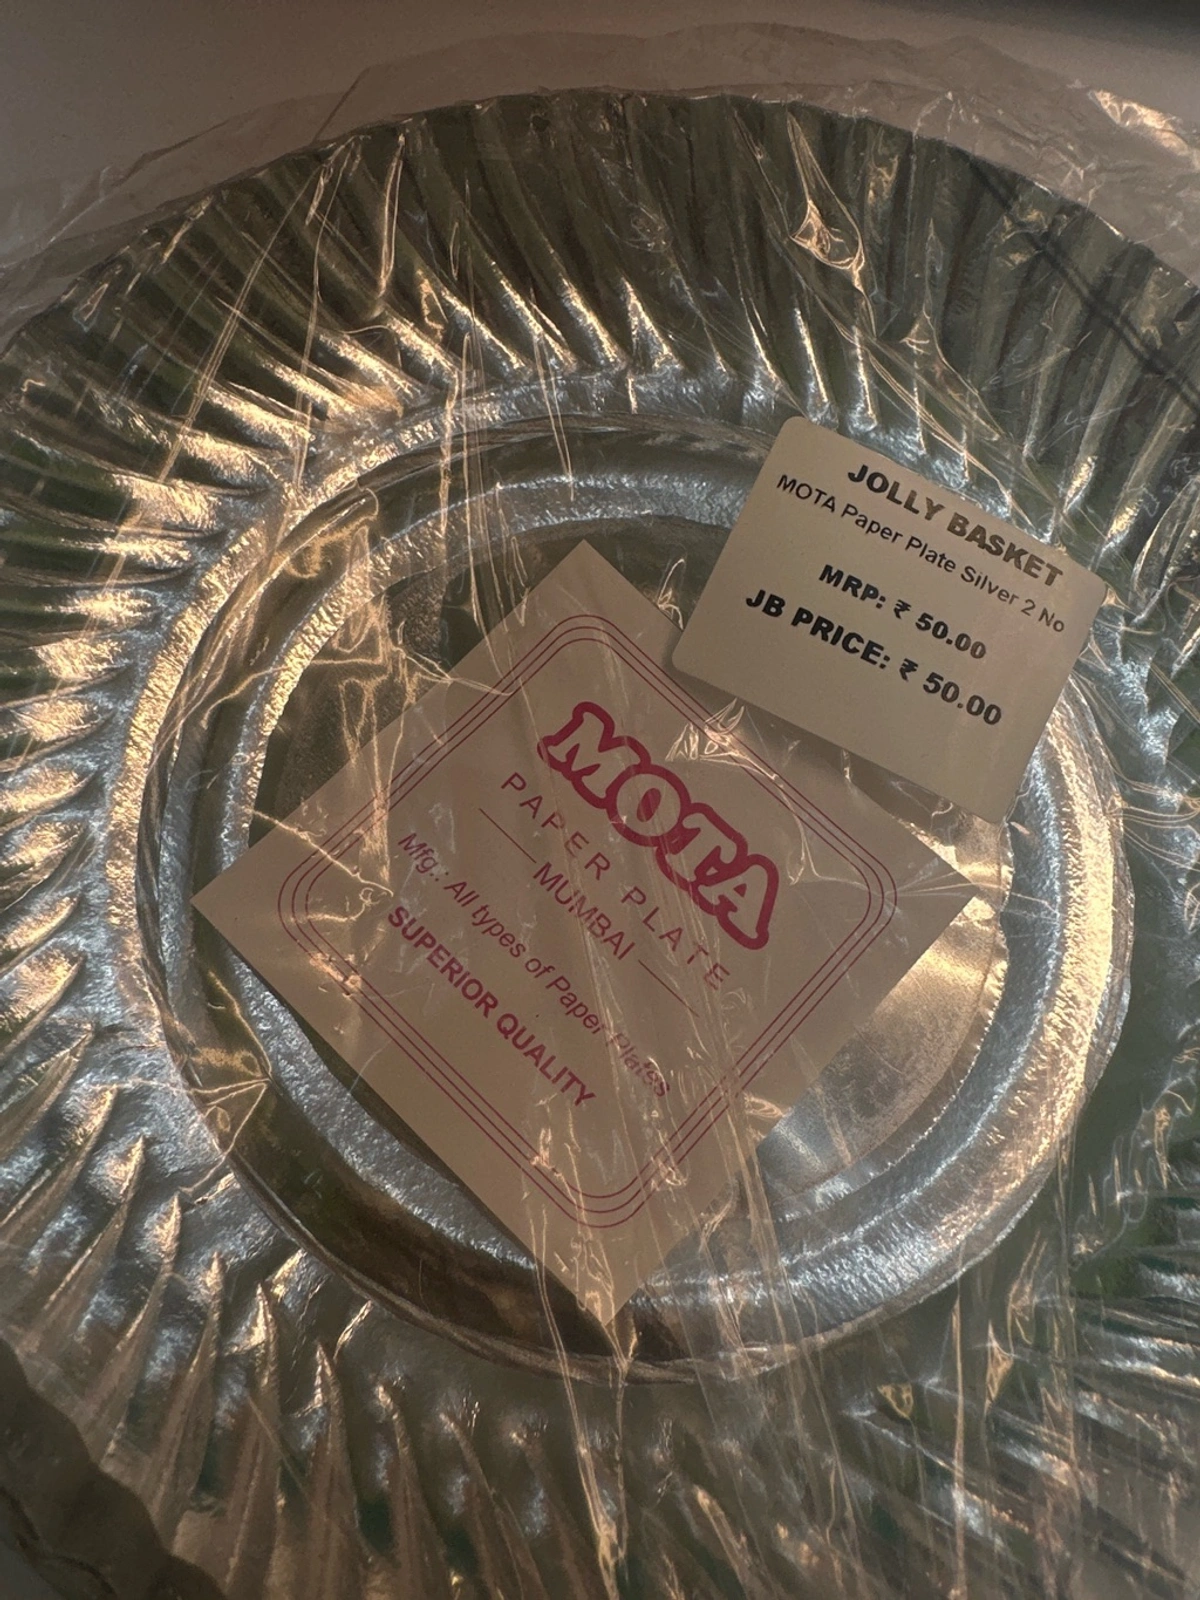 JOLLY BASKET
MOTA Paper Plate Silver 2 No
MRP: ₹ 50.00
JB PRICE: ₹ 50.00
MOTA
PAPER PLATE
MUMBAI
Mfg.: All types of Paper Plates
SUPERIOR QUALITY